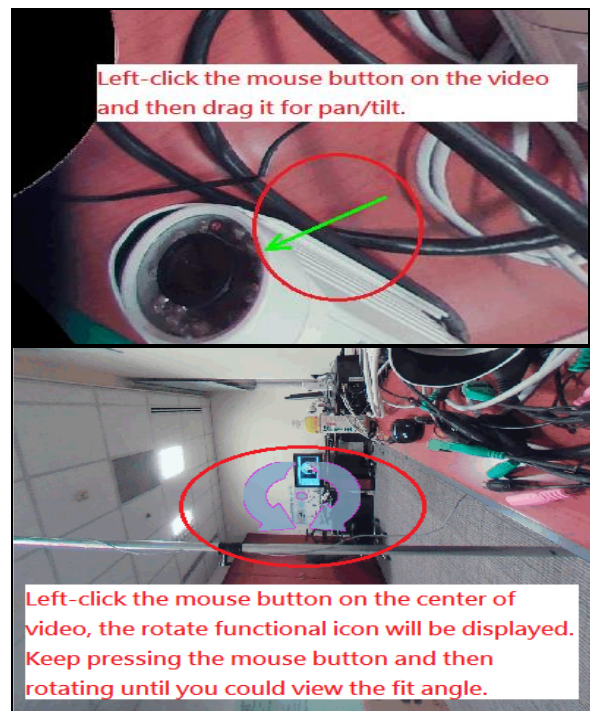 Left-click the mouse button on the video
and then drag it for pan/tilt.
Left-click the mouse button on the center of
video, the rotate functional icon will be displayed.
Keep pressing the mouse button and then
rotating until you could view the fit angle.